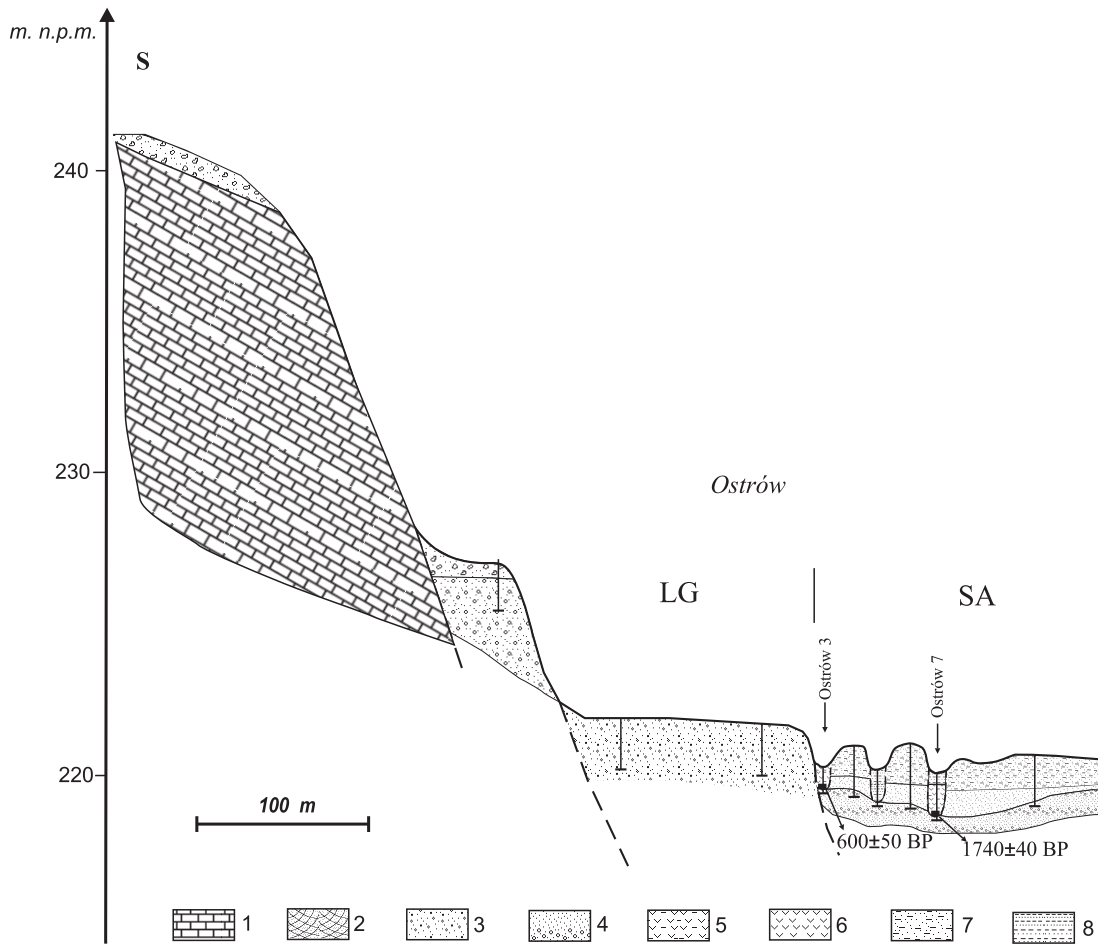 m. n.p.m.
S
240
230
Ostrów
LG
SA
Ostrów 3
Ostrów 7
220
100 m
600±50 BP
1740±40 BP
1 2 3 4 5 6 7 8